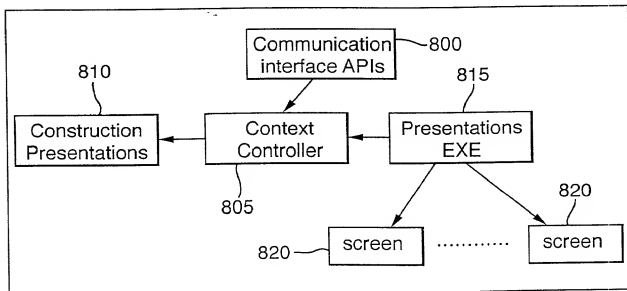 Communication
interface APIs
800
810
815
Construction
Presentations
Context
Controller
Presentations
EXE
805
820
820
screen
screen